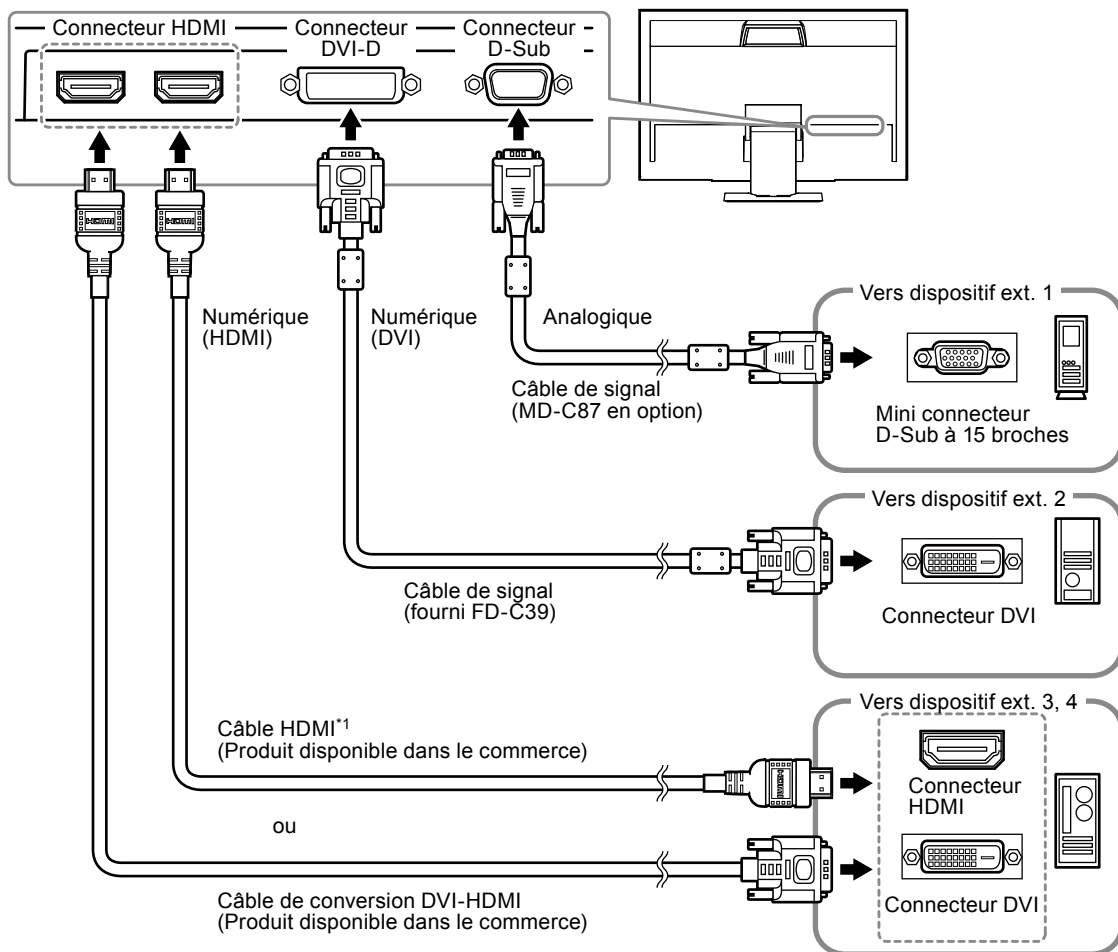 Connecteur HDMI
Connecteur
DVI-D
Connecteur
D-Sub
HDMI
HDMI
Numérique
(HDMI)
Numérique
(DVI)
Analogique
Câble de signal
(MD-C87 en option)
Vers dispositif ext. 1
Mini connecteur
D-Sub à 15 broches
Vers dispositif ext. 2
Connecteur DVI
Câble de signal
(fourni FD-C39)
Vers dispositif ext. 3, 4
Câble HDMI*1
(Produit disponible dans le commerce)
HDMI
Connecteur
HDMI
ou
Connecteur DVI
Câble de conversion DVI-HDMI
(Produit disponible dans le commerce)